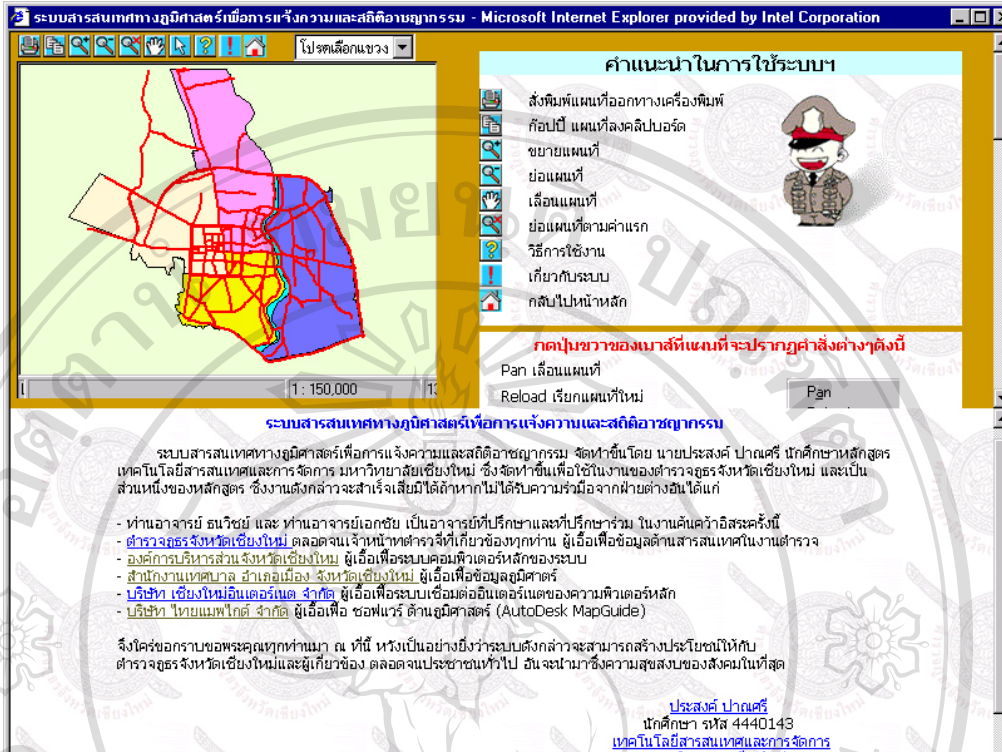 ระบบสารสนเทศทางภูมิศาสตร์เพื่อการแจ้งความและสถิติอาชญากรรม - Microsoft Internet Explorer provided by Intel Corporation
โปรดเลือกแขวง
คำแนะนำในการใช้ระบบฯ
สั่งพิมพ์แผนที่ออกทางเครื่องพิมพ์
ก๊อปปี้ แผนที่ลงคลิปบอร์ด
ขยายแผนที่
ย่อแผนที่
เลื่อนแผนที่
ย่อแผนที่ตามค่าแรก
วิธีการใช้งาน
เกี่ยวกับระบบ
กลับไปหน้าหลัก
กดปุ่มขวาของเมาส์ที่แผนที่จะปรากฏคำสั่งต่างๆดังนี้
Pan เลื่อนแผนที่
Reload เรียกแผนที่ใหม่
Pan
1 : 150,000
ระบบสารสนเทศทางภูมิศาสตร์เพื่อการแจ้งความและสถิติอาชญากรรม
ระบบสารสนเทศทางภูมิศาสตร์เพื่อการแจ้งความและสถิติอาชญากรรม จัดทำขึ้นโดย นายประสงค์ ปาณศรี นักศึกษาหลักสูตร
เทคโนโลยีสารสนเทศและการจัดการ มหาวิทยาลัยเชียงใหม่ ซึ่งจัดทำขึ้นเพื่อใช้ในงานของตำรวจภูธรจังหวัดเชียงใหม่ และเป็น
ส่วนหนึ่งของหลักสูตร ซึ่งงานดังกล่าวจะสำเร็จเสียมิได้ถ้าหากไม่ได้รับความร่วมือจากฝ่ายต่างอันได้แก่
- ท่านอาจารย์ ธนวิชย์ และ ท่านอาจารย์เอกชัย เป็นอาจารย์ที่ปรึกษาและที่ปรึกษาร่วม ในงานค้นคว้าอิสระครั้งนี้
- ตำรวจภูธรจังหวัดเชียงใหม่ ตลอดจนเจ้าหน้าทตำรวจที่เกี่ยวข้องทุกท่าน ผู้เอื้อเพื่อข้อมูลด้านสารสนเทศในงานตำรวจ
- องค์การบริหารส่วนจังหวัดเชียงใหม่ ผู้เอื้อเพื่อระบบคอมพิวเตอร์หลักของระบบ
- สำนักงานเทศบาล อำเภอเมือง จังหวัดเชียงใหม่ ผู้เอื้อเพื่อข้อมูลภูมิศาตร์
- บริษัท เชียงใหม่อินเตอร์เนต จำกัด ผู้เอื้อเพื่อระบบเชื่อมต่ออินเตอร์เนตของความพิวเตอร์หลัก
- บริษัท ไทยแมพไกด์ จำกัด ผู้เอื้อเพื่อ ซอฟแวร์ ด้านภูมิศาสตร์ (AutoDesk MapGuide)
จึงใคร่ขอกราบขอพระคุณทุกท่านมา ณ ที่นี้ หวังเป็นอย่างยิ่งว่าระบบดังกล่าวจะสามารถสร้างประโยชน์ให้กับ
ตำรวจภูธรจังหวัดเชียงใหม่และผู้เกี่ยวข้อง ตลอดจนประชาชนทั่วไป อันจะนำมาซึ่งความสุขสงบของสังคมในที่สุด
ประสงค์ ปาณศรี
นักศึกษา รหัส 4440143
เทคโนโลยีสารสนเทศและการจัดการ